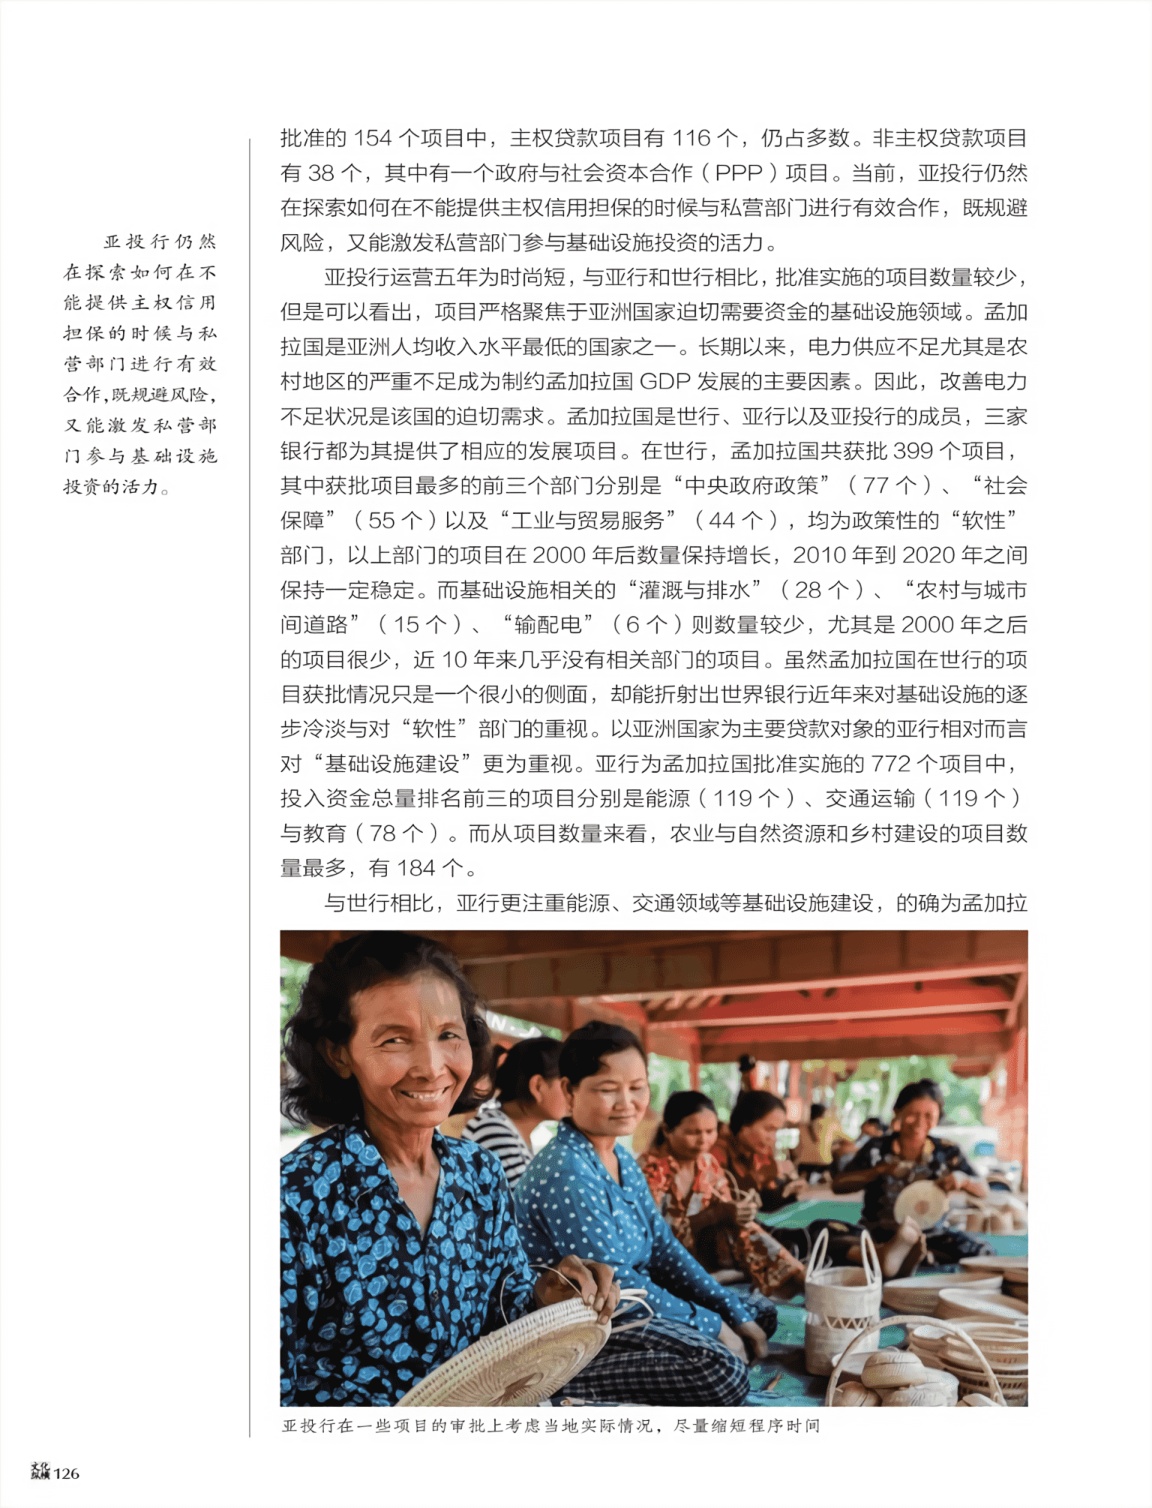 批准的 154 个项目中，主权贷款项目有 116 个，仍占多数。非主权贷款项目
有 38 个，其中有一个政府与社会资本合作（PPP）项目。当前，亚投行仍然
在探索如何在不能提供主权信用担保的时候与私营部门进行有效合作，既规避
风险，又能激发私营部门参与基础设施投资的活力。
亚投行运营五年为时尚短，与亚行和世行相比，批准实施的项目数量较少，
但是可以看出，项目严格聚焦于亚洲国家迫切需要资金的基础设施领域。孟加
拉国是亚洲人均收入水平最低的国家之一。长期以来，电力供应不足尤其是农
村地区的严重不足成为制约孟加拉国 GDP 发展的主要因素。因此，改善电力
不足状况是该国的迫切需求。孟加拉国是世行、亚行以及亚投行的成员，三家
银行都为其提供了相应的发展项目。在世行，孟加拉国共获批 399 个项目，
其中获批项目最多的前三个部门分别是“中央政府政策”（77 个）、“社会
保障”（55 个）以及“工业与贸易服务”（44 个），均为政策性的“软性”
部门，以上部门的项目在 2000 年后数量保持增长，2010 年到 2020 年之间
保持一定稳定。而基础设施相关的“灌溉与排水”（28 个）、“农村与城市
间道路”（15 个）、“输配电”（6 个）则数量较少，尤其是 2000 年之后
的项目很少，近 10 年来几乎没有相关部门的项目。虽然孟加拉国在世行的项
目获批情况只是一个很小的侧面，却能折射出世界银行近年来对基础设施的逐
步冷淡与对“软性”部门的重视。以亚洲国家为主要贷款对象的亚行相对而言
对“基础设施建设”更为重视。亚行为孟加拉国批准实施的 772 个项目中，
投入资金总量排名前三的项目分别是能源（119 个）、交通运输（119 个）
与教育（78 个）。而从项目数量来看，农业与自然资源和乡村建设的项目数
量最多，有 184 个。
与世行相比，亚行更注重能源、交通领域等基础设施建设，的确为孟加拉
亚投行仍然
在探索如何在不
能提供主权信用
担保的时候与私
营部门进行有效
合作，既规避风险，
又能激发私营部
门参与基础设施
投资的活力。
亚投行在一些项目的审批上考虑当地实际情况，尽量缩短程序时间
文化
纵横 126